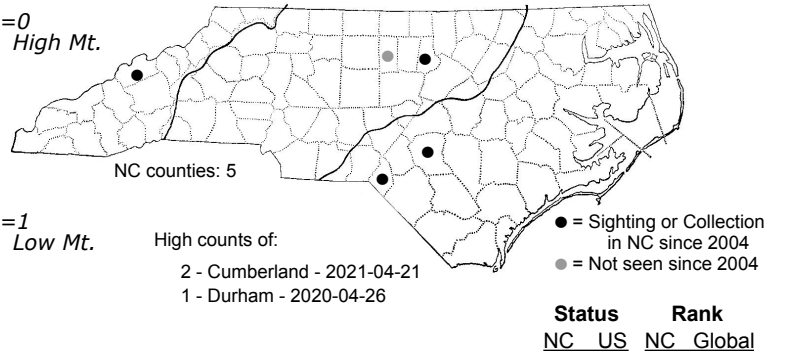 =0
High Mt.
NC counties: 5
=1
Low Mt.
High counts of:
2 - Cumberland - 2021-04-21
1 - Durham - 2020-04-26
● = Sighting or Collection
in NC since 2004
● = Not seen since 2004
Status Rank
NC US NC Global